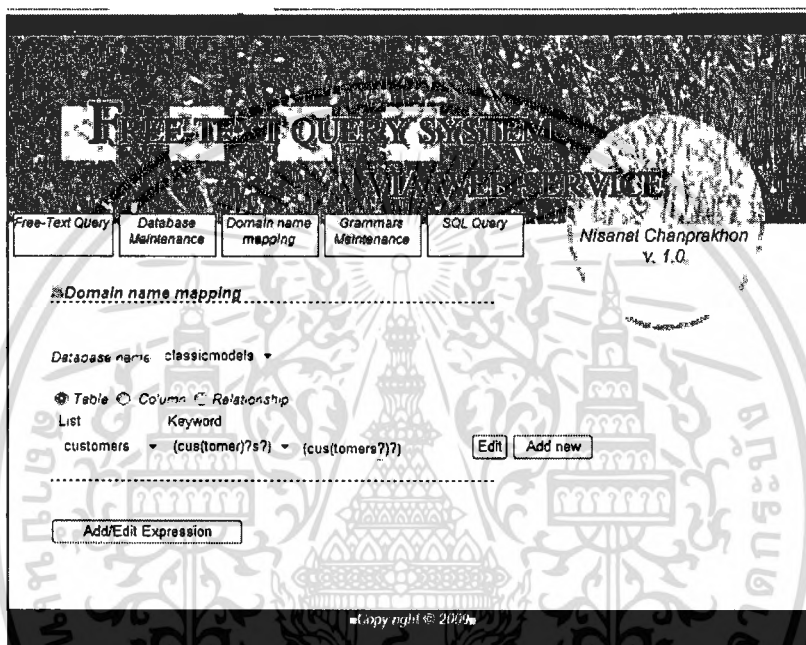 FREE-TEXT QUERY SYSTEM
VIA WEB SERVICE
Free-Text Query
Database Maintenance
Domain name mapping
Grammars Maintenance
SQL Query
Nisanat Chanprakhon
v. 1.0
Domain name mapping
Database name classicmodels
Table Column Relationship
List Keyword
customers (cus(tomer)?s?) (cus(tomers?)?) Edit Add new
Add/Edit Expression
Copy right © 2009